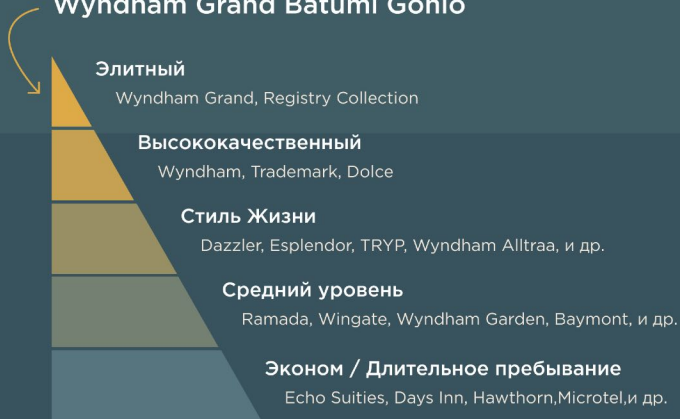 Wyndham Grand Batumi Gonio
Элитный
Wyndham Grand, Registry Collection
Высококачественный
Wyndham, Trademark, Dolce
Стиль Жизни
Dazzler, Esplendor, TRYP, Wyndham Alltraa, и др.
Средний уровень
Ramada, Wingate, Wyndham Garden, Baymont, и др.
Эконом / Длительное пребывание
Echo Suities, Days Inn, Hawthorn,Microtel,и др.